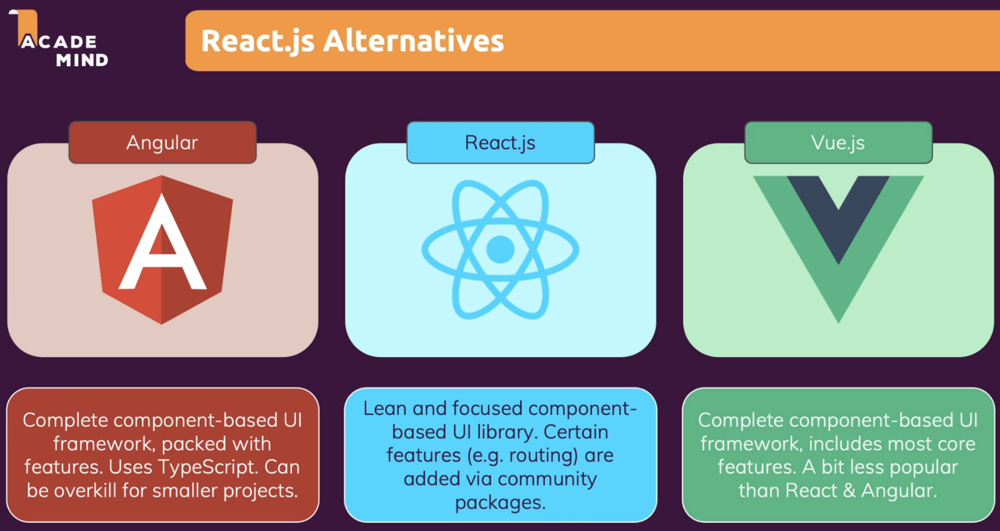 ACADE
MIND
React.js Alternatives
Angular
React.js
Vue.js
Complete component-based UI
framework, packed with
features. Uses TypeScript. Can
be overkill for smaller projects.
Lean and focused component-
based UI library. Certain
features (e.g. routing) are
added via community
packages.
Complete component-based UI
framework, includes most core
features. A bit less popular
than React & Angular.